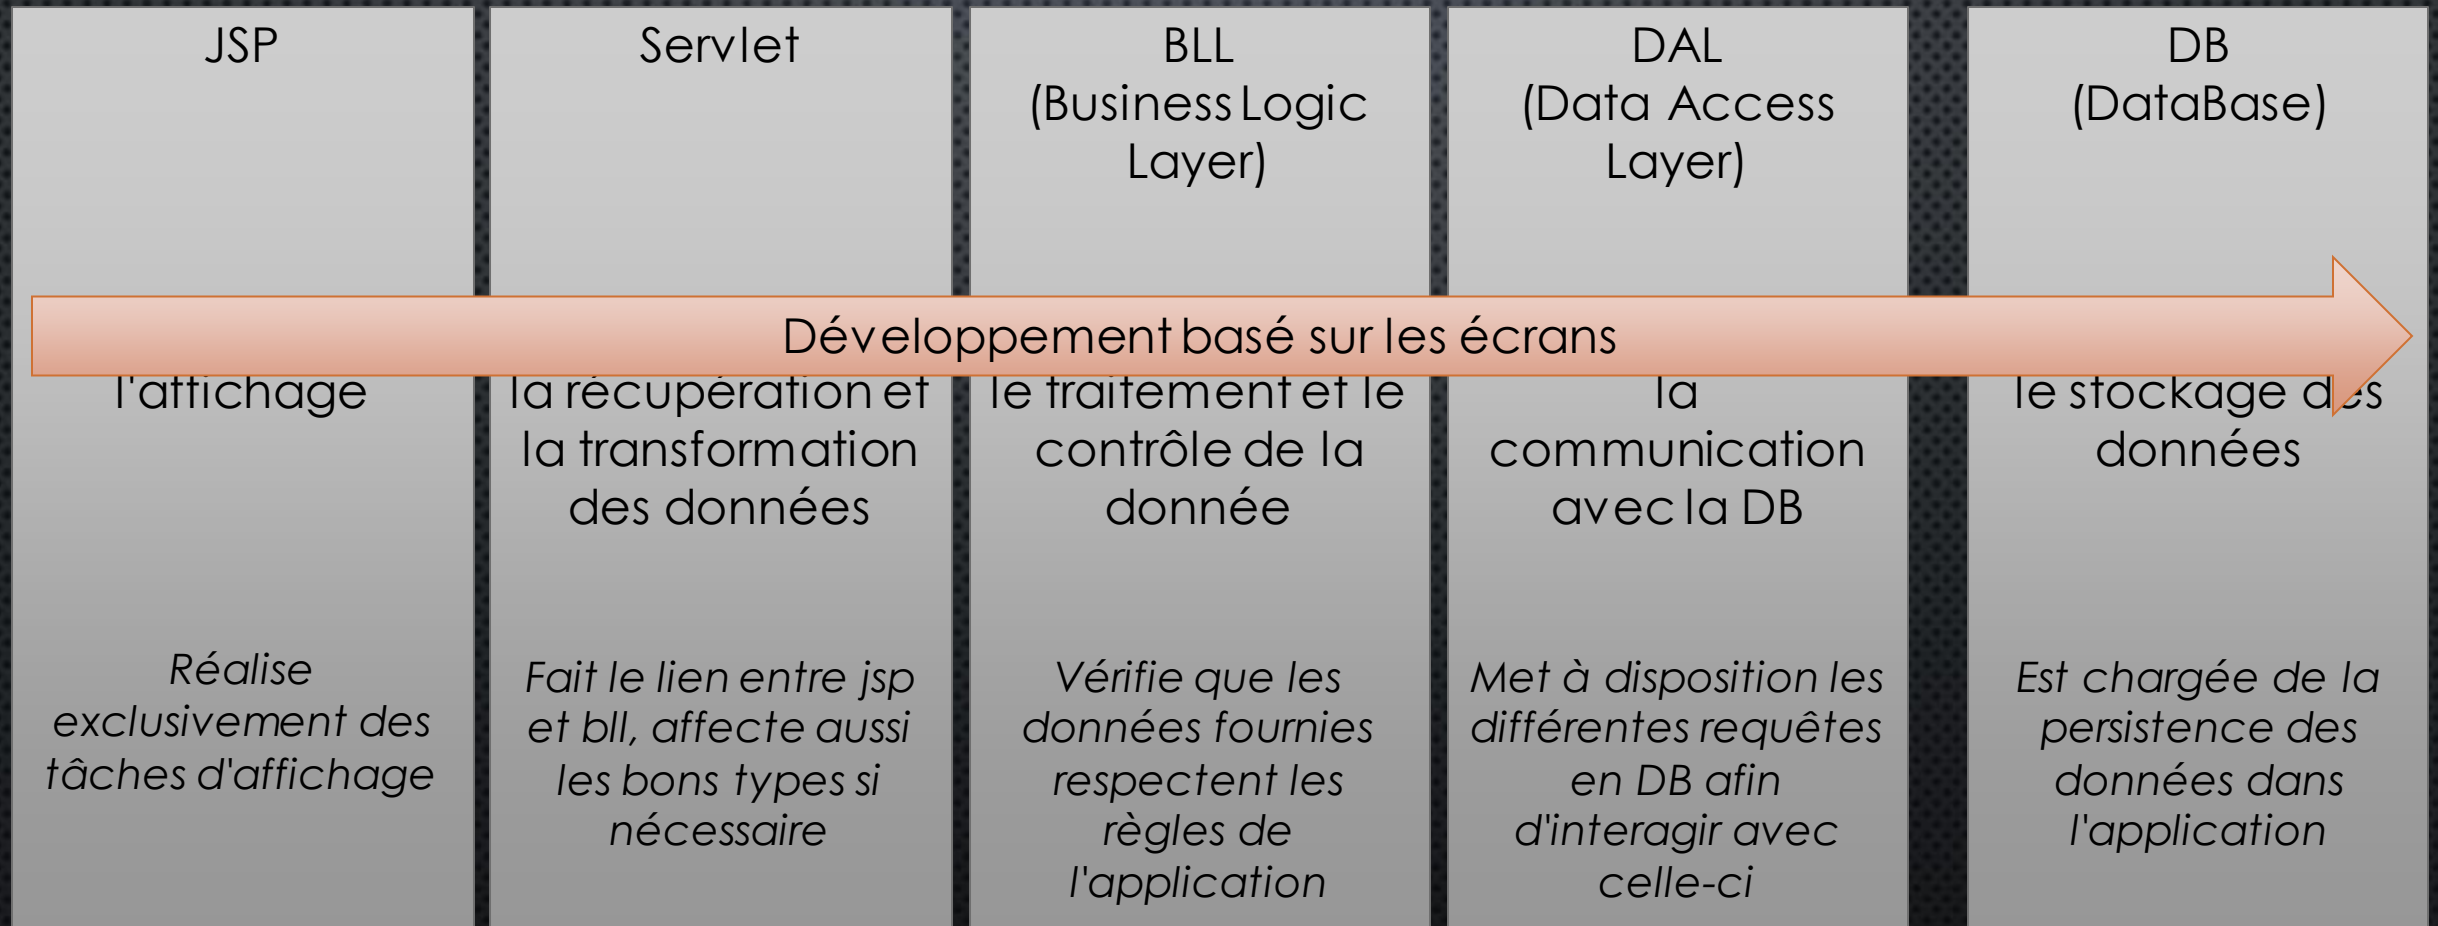 JSP
Servlet
BLL
(Business Logic
Layer)
DAL
(Data Access
Layer)
DB
(DataBase)
Développement basé sur les écrans
l'affichage
la récupération et
la transformation
des données
le traitement et le
contrôle de la
donnée
la
communication
avec la DB
le stockage des
données
Réalise
exclusivement des
tâches d'affichage
Fait le lien entre jsp
et bll, affecte aussi
les bons types si
nécessaire
Vérifie que les
données fournies
respectent les
règles de
l'application
Met à disposition les
différentes requêtes
en DB afin
d'interagir avec
celle-ci
Est chargée de la
persistence des
données dans
l'application